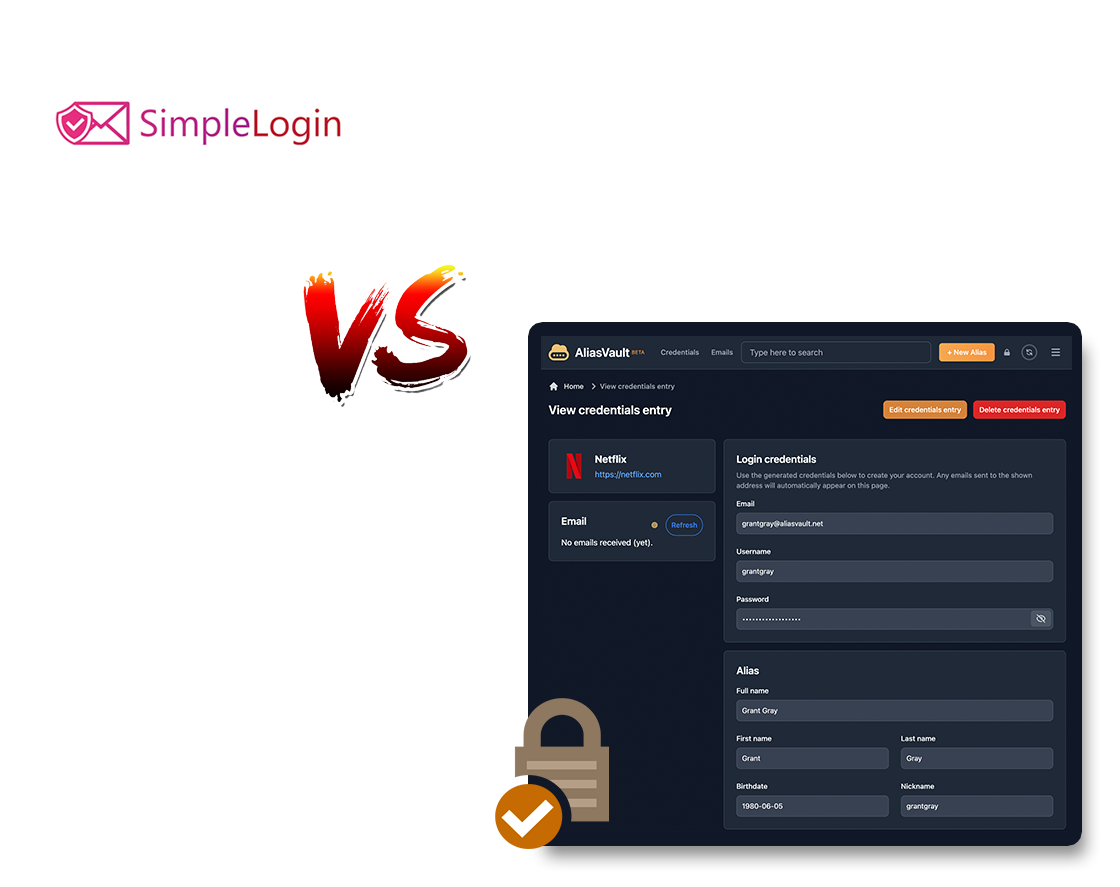 SimpleLogin
VS
AliasVault BETA
Credentials
Emails
Type here to search
+ New Alias
Home
View credentials entry
View credentials entry
Edit credentials entry
Delete credentials entry
Netflix
https://netflix.com
Email
Refresh
No emails received (yet).
Login credentials
Use the generated credentials below to create your account. Any emails sent to the shown
address will automatically appear on this page.
Email
grantgray@aliasvault.net
Username
grantgray
Password
Alias
Full name
Grant Gray
First name
Last name
Grant
Gray
Birthdate
Nickname
1980-06-05
grantgray